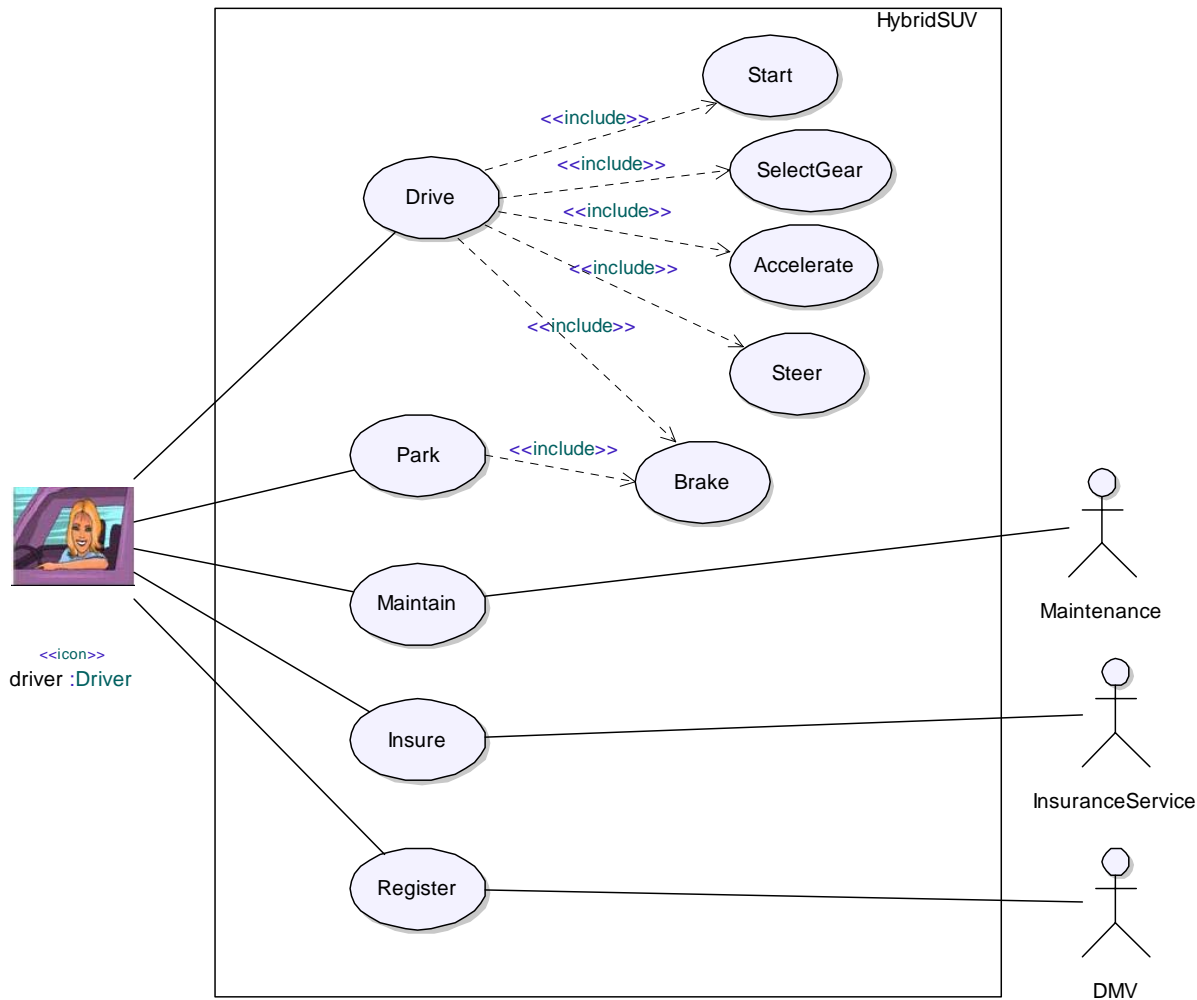 HybridSUV
Start
<<include>>
SelectGear
<<include>>
Drive
<<include>>
Accelerate
<<include>>
<<include>>
Steer
Park
<<include>>
Brake
Maintain
Maintenance
<<icon>>
driver :Driver
Insure
InsuranceService
Register
DMV